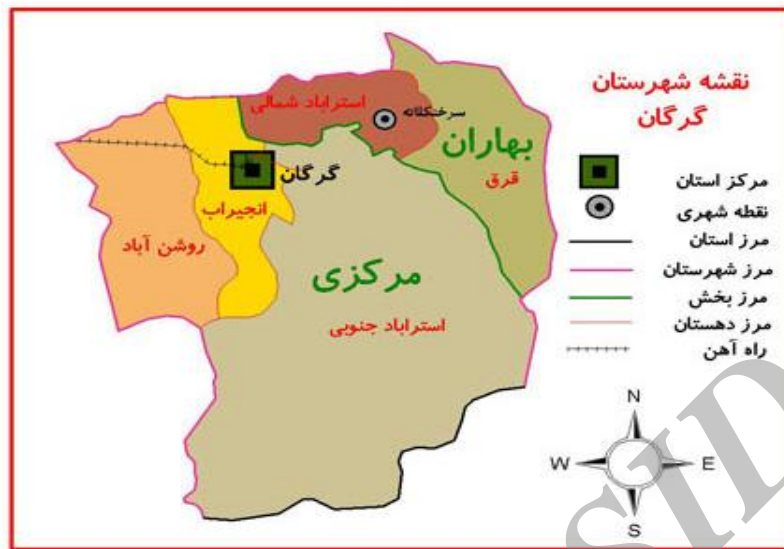 نقشه شهرستان
گرگان
مرکز استان
نقطه شهری
مرز استان
مرز شهرستان
مرز بخش
مرز دهستان
راه آهن
استراباد شمالی
سرخنکلاته
بهاران
قرق
گرگان
انجیراب
روشن آباد
مرکزی
استراباد جنوبی
N
W
E
S
SID